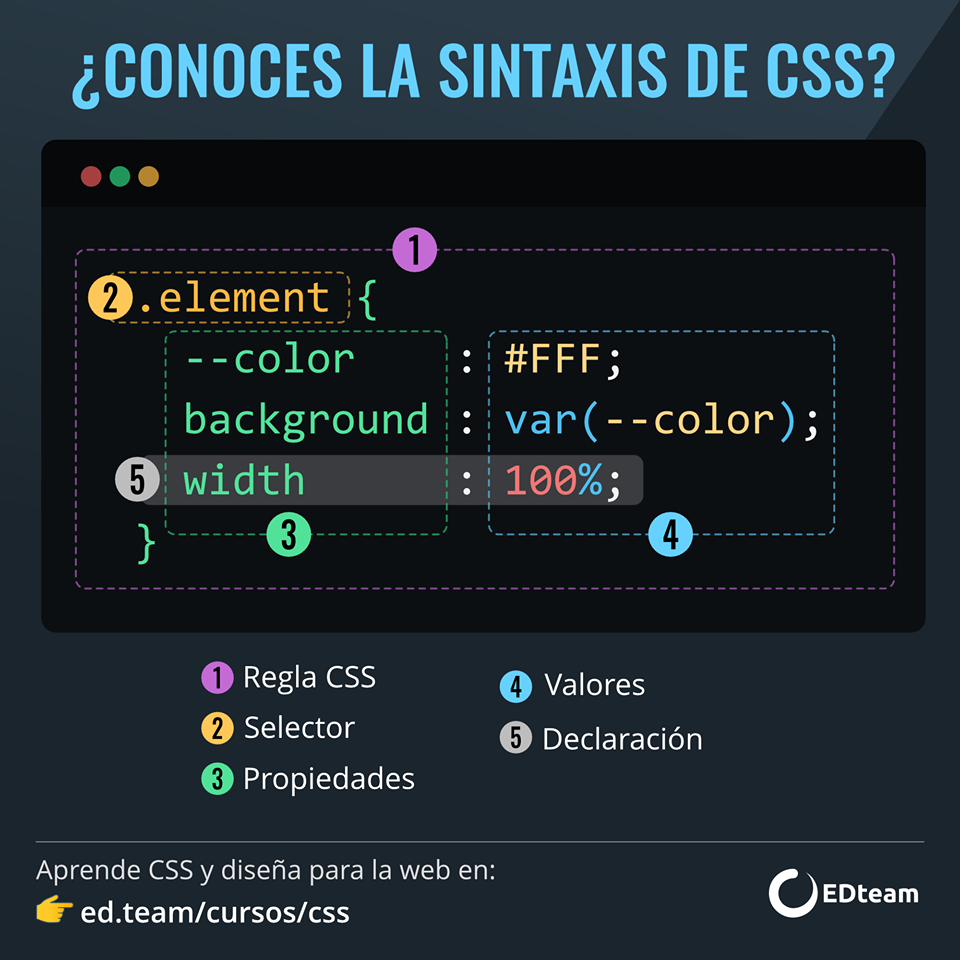 ¿CONOCES LA SINTAXIS DE CSS?
1
2 .element {
--color : #FFF;
background : var(--color);
5 width : 100%;
3 4
}
1 Regla CSS
4 Valores
2 Selector
5 Declaración
3 Propiedades
Aprende CSS y diseña para la web en:
ed.team/cursos/css
EDteam